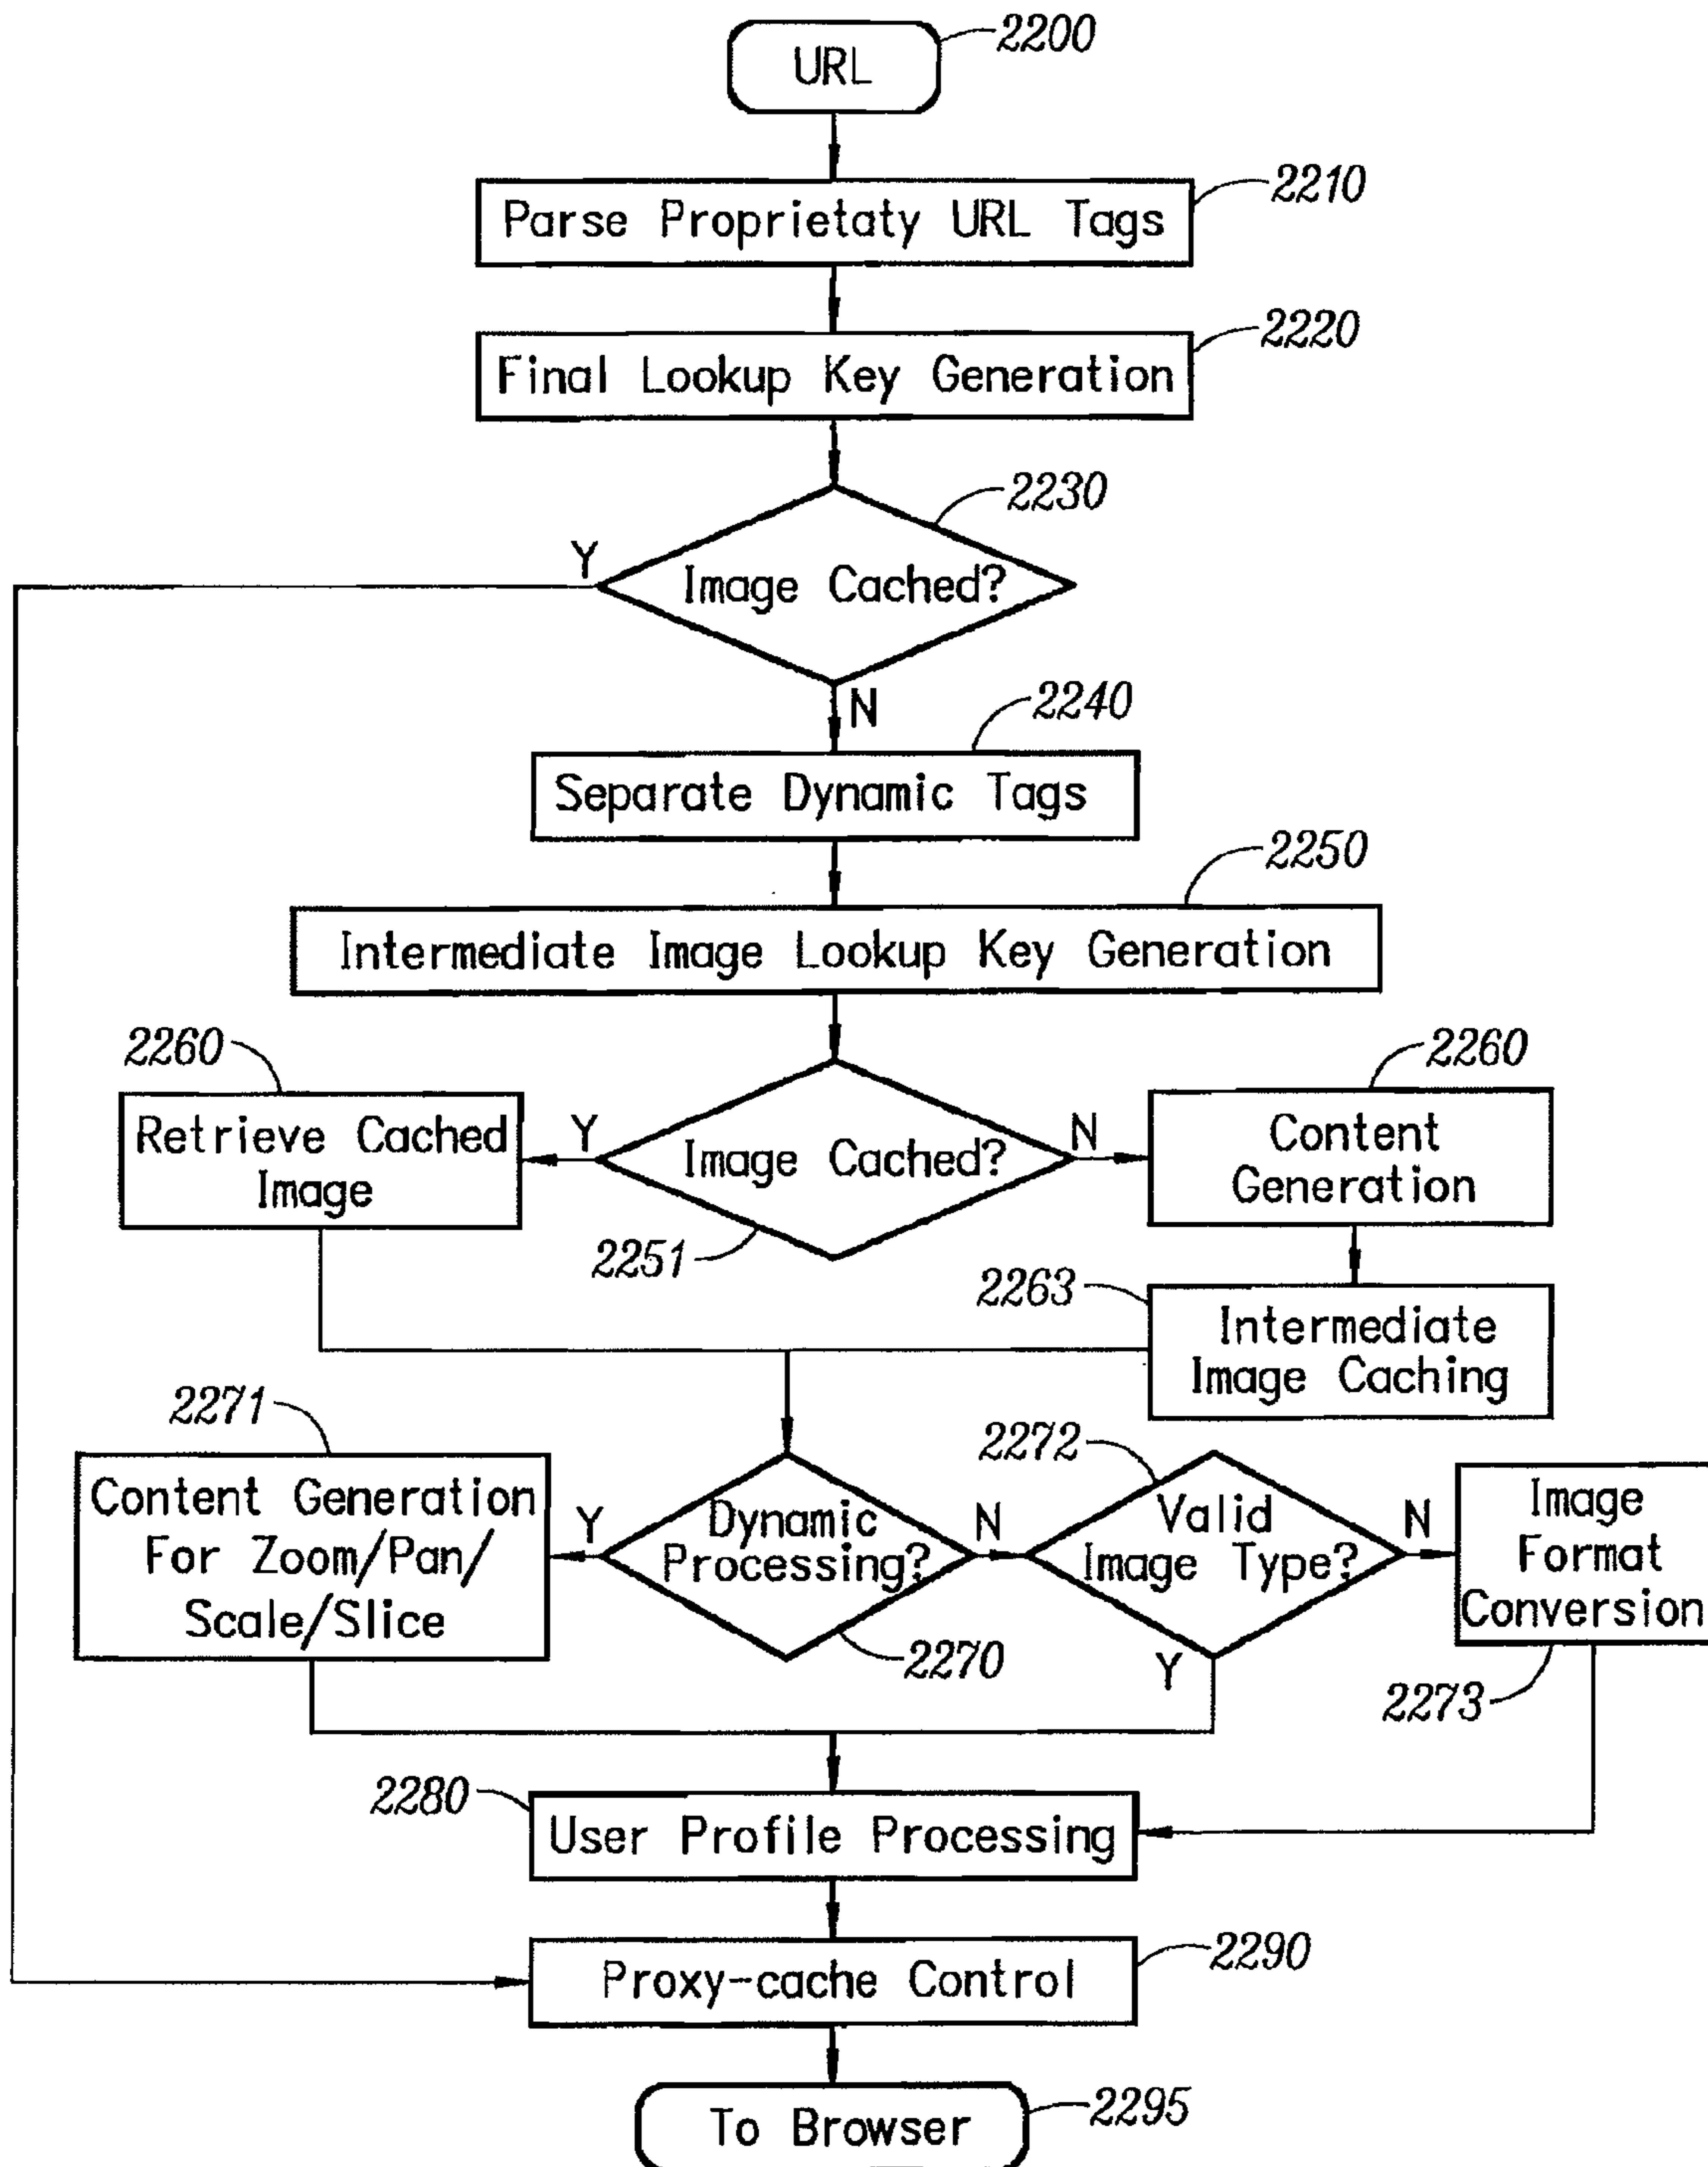 2200
URL
2210
Parse Proprietaty URL Tags
2220
Final Lookup Key Generation
2230
Y
Image Cached?
N
2240
Separate Dynamic Tags
2250
Intermediate Image Lookup Key Generation
2260
2260
Retrieve Cached
Image
Y
Image Cached?
N
Content
Generation
2251
2263
Intermediate
Image Caching
2271
2272
Content Generation
For Zoom/Pan/
Scale/Slice
Y
Dynamic
Processing?
N
Valid
Image Type?
N
Image
Format
Conversion
2270
Y
2273
2280
User Profile Processing
2290
Proxy-cache Control
2295
To Browser